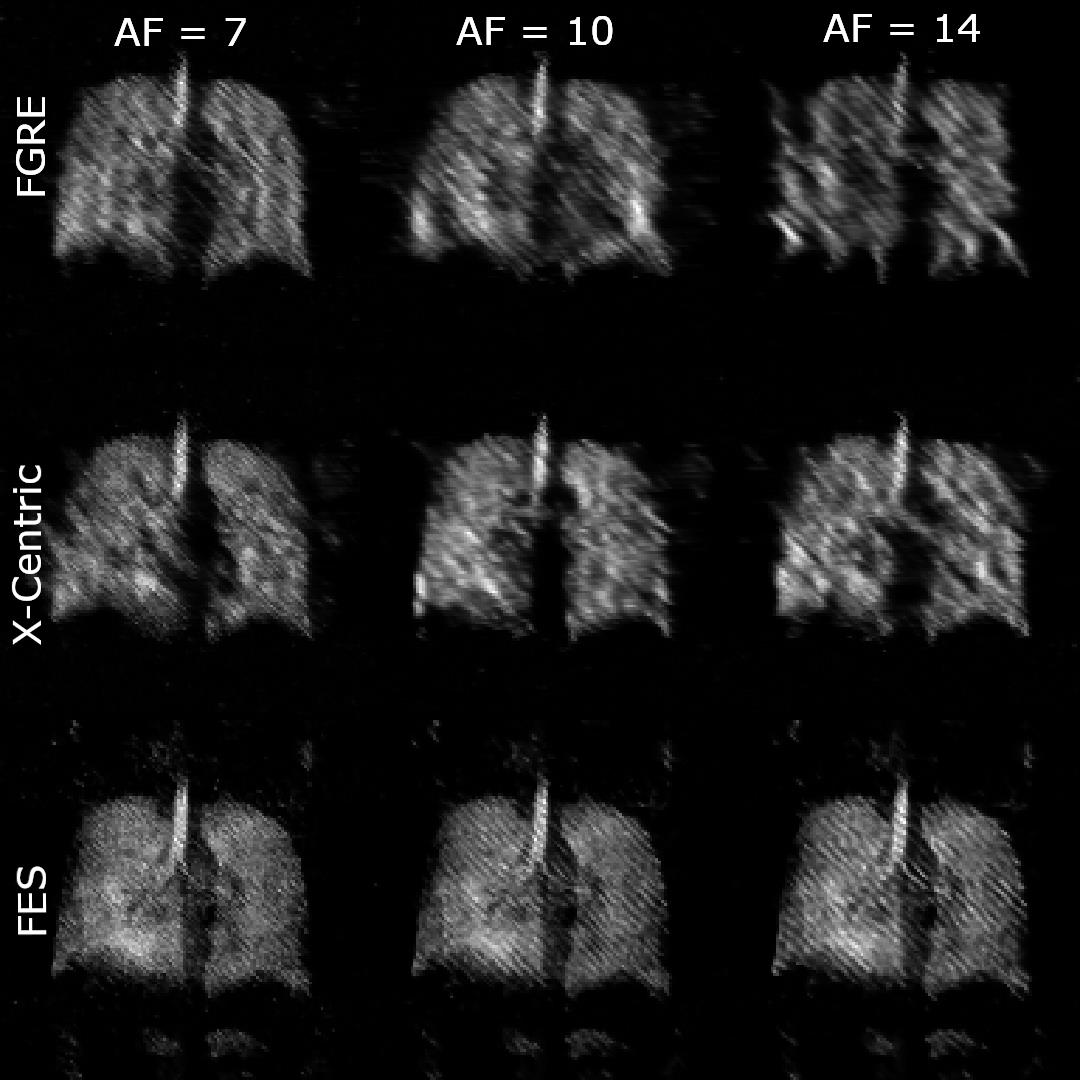 AF = 7
AF = 10
AF = 14
FGRE
X-Centric
FES